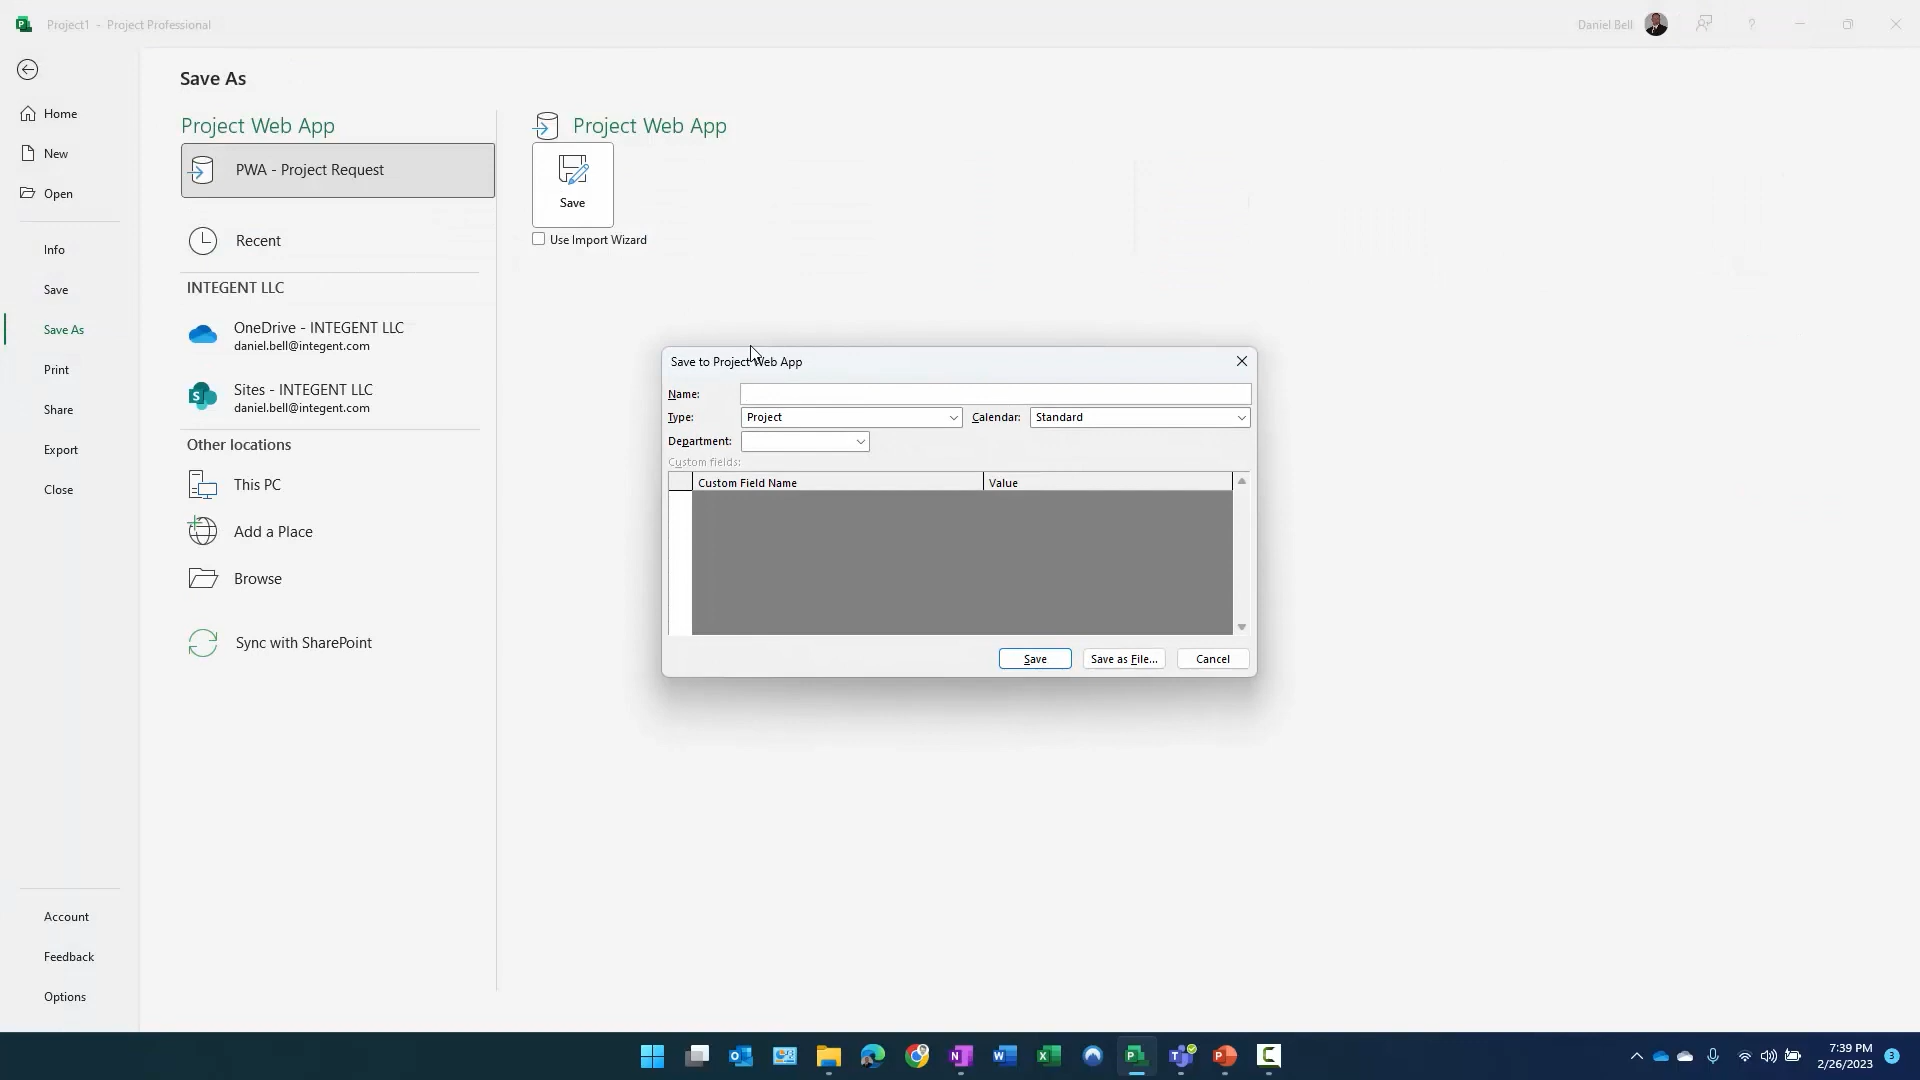 Project1 - Project Professional
Daniel Bell
?
Save As
Home
New
Open
Info
Save
Save As
Print
Share
Export
Close
Account
Feedback
Options
Project Web App
PWA - Project Request
Recent
INTEGENT LLC
OneDrive - INTEGENT LLC
daniel.bell@integent.com
Sites - INTEGENT LLC
daniel.bell@integent.com
Other locations
This PC
Add a Place
Browse
Sync with SharePoint
Project Web App
Save
Use Import Wizard
Save to Project Web App
Name:
Type: Project Calendar: Standard
Department:
Custom fields:
Custom Field Name Value
Save Save as File... Cancel
7:39 PM
2/26/2023
3